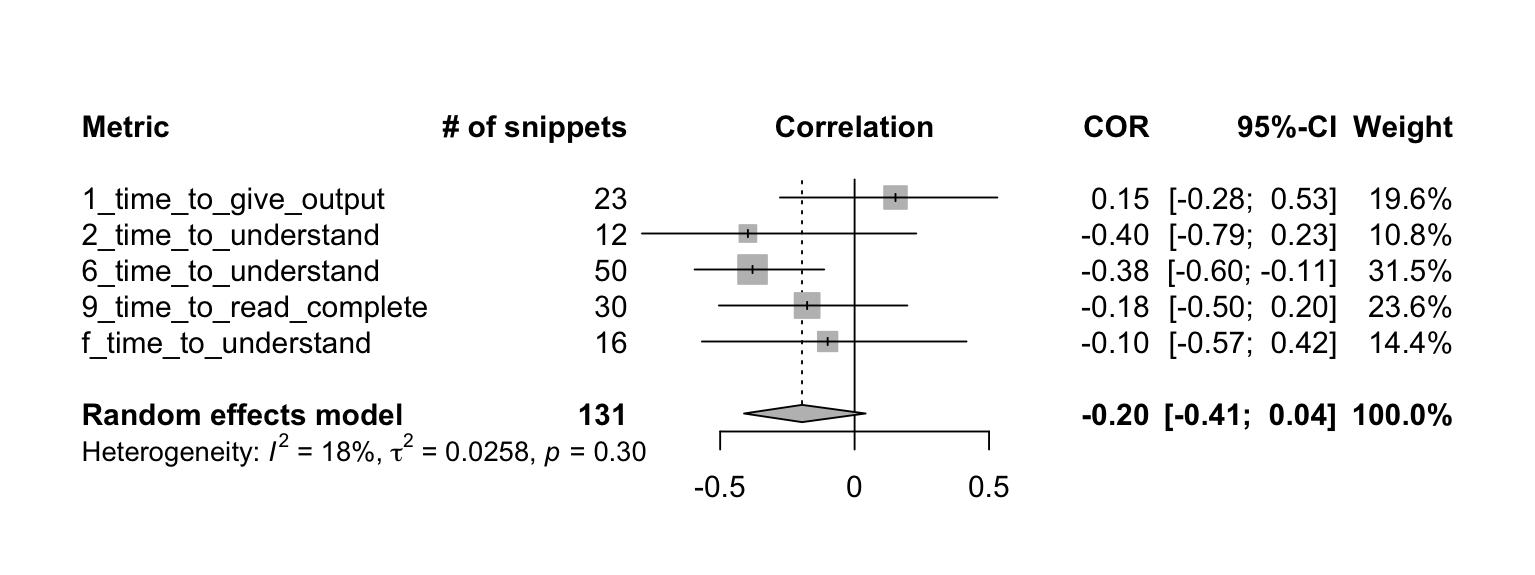 Metric # of snippets Correlation COR 95%-CI Weight
1_time_to_give_output 23 0.15 [-0.28; 0.53] 19.6%
2_time_to_understand 12 -0.40 [-0.79; 0.23] 10.8%
6_time_to_understand 50 -0.38 [-0.60; -0.11] 31.5%
9_time_to_read_complete 30 -0.18 [-0.50; 0.20] 23.6%
f_time_to_understand 16 -0.10 [-0.57; 0.42] 14.4%
Random effects model 131 -0.20 [-0.41; 0.04] 100.0%
Heterogeneity: I² = 18%, τ² = 0.0258, p = 0.30
-0.5 0 0.5